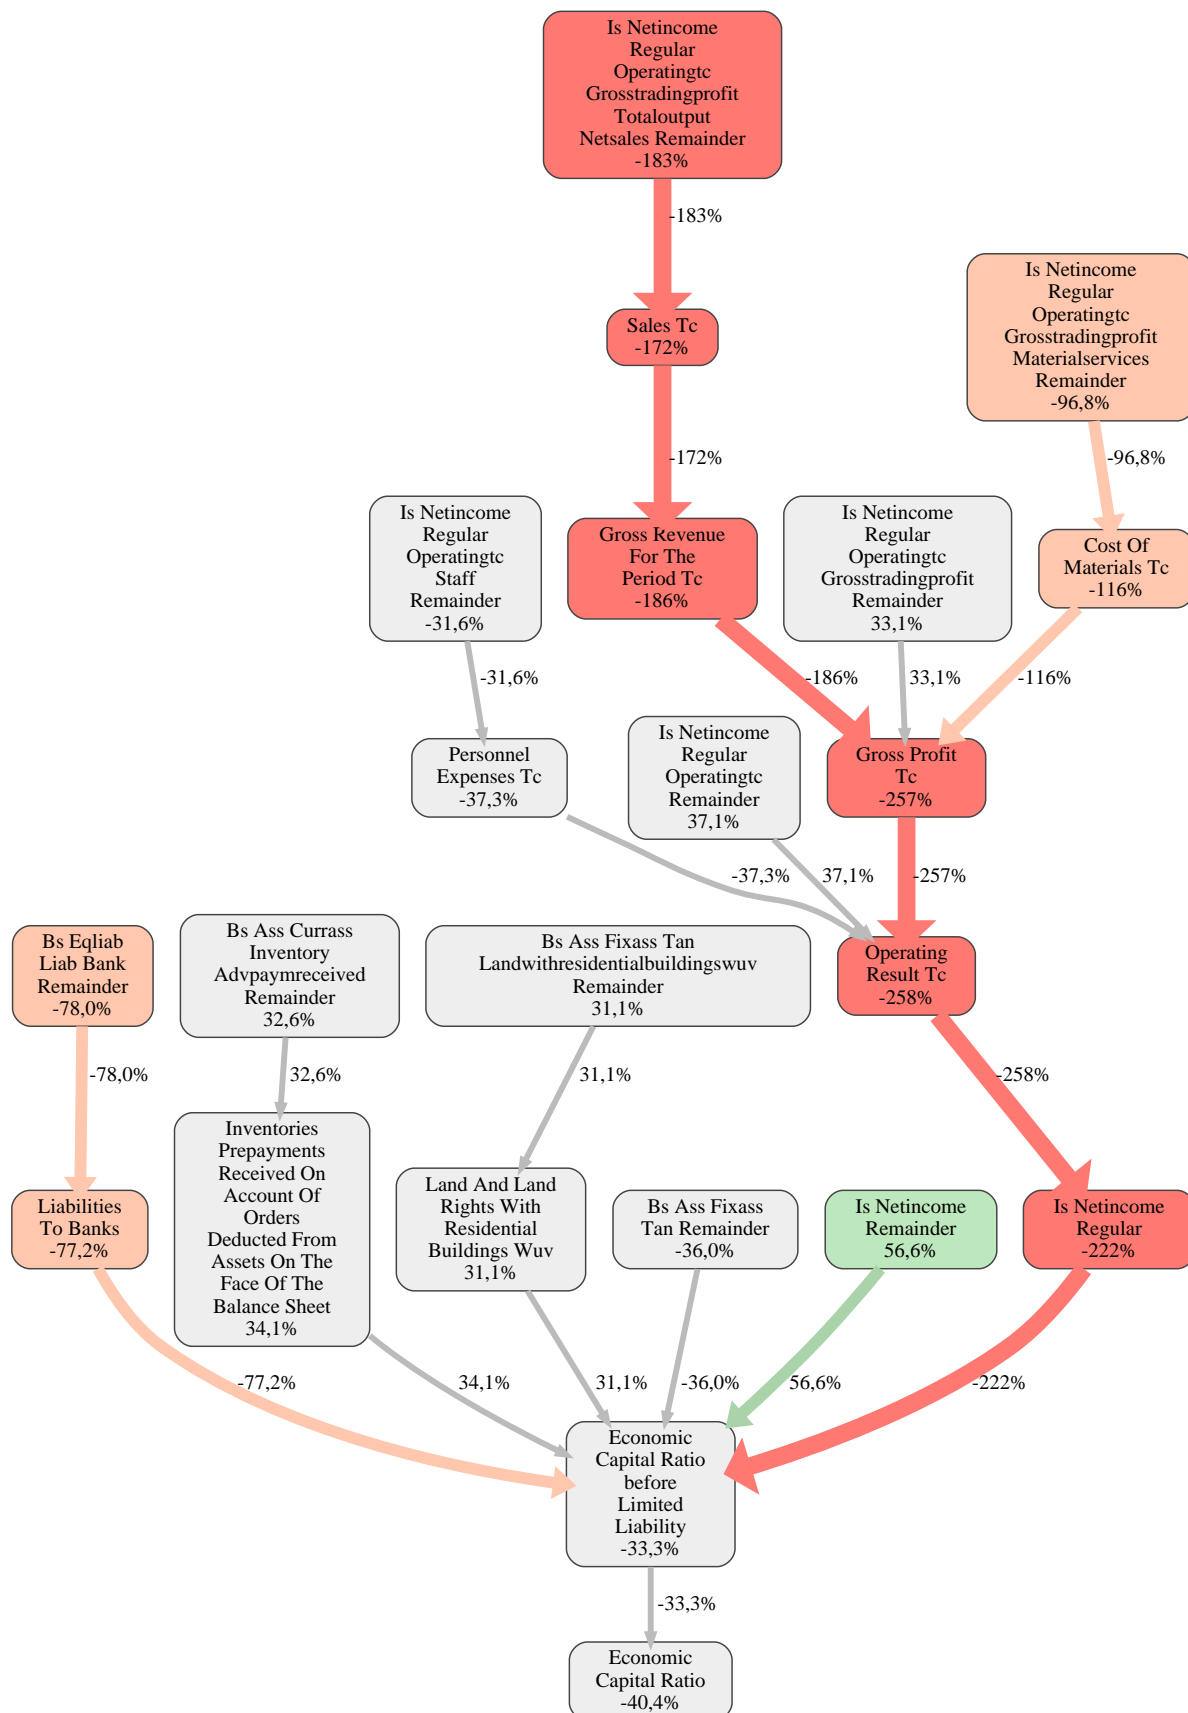 Is Netincome
Regular
Operatingtc
Grosstradingprofit
Totaloutput
Netsales Remainder
-183%
-183%
Sales Tc
-172%
Is Netincome
Regular
Operatingtc
Grosstradingprofit
Materialservices
Remainder
-96,8%
-172%
-96,8%
Is Netincome
Regular
Operatingtc
Staff
Remainder
-31,6%
Gross Revenue
For The
Period Tc
-186%
Is Netincome
Regular
Operatingtc
Grosstradingprofit
Remainder
33,1%
Cost Of
Materials Tc
-116%
-31,6%
-186%
33,1%
-116%
Personnel
Expenses Tc
-37,3%
Is Netincome
Regular
Operatingtc
Remainder
37,1%
Gross Profit
Tc
-257%
-37,3%
37,1%
-257%
Bs Eqliab
Liab Bank
Remainder
-78,0%
Bs Ass Currass
Inventory
Advpaymreceived
Remainder
32,6%
Bs Ass Fixass Tan
Landwithresidentialbuildingswuv
Remainder
31,1%
Operating
Result Tc
-258%
-78,0%
32,6%
31,1%
-258%
Liabilities
To Banks
-77,2%
Inventories
Prepayments
Received On
Account Of
Orders
Deducted From
Assets On The
Face Of The
Balance Sheet
34,1%
Land And Land
Rights With
Residential
Buildings Wuv
31,1%
Bs Ass Fixass
Tan Remainder
-36,0%
Is Netincome
Remainder
56,6%
Is Netincome
Regular
-222%
-77,2%
34,1%
31,1%
-36,0%
56,6%
-222%
Economic
Capital Ratio
before
Limited
Liability
-33,3%
-33,3%
Economic
Capital Ratio
-40,4%